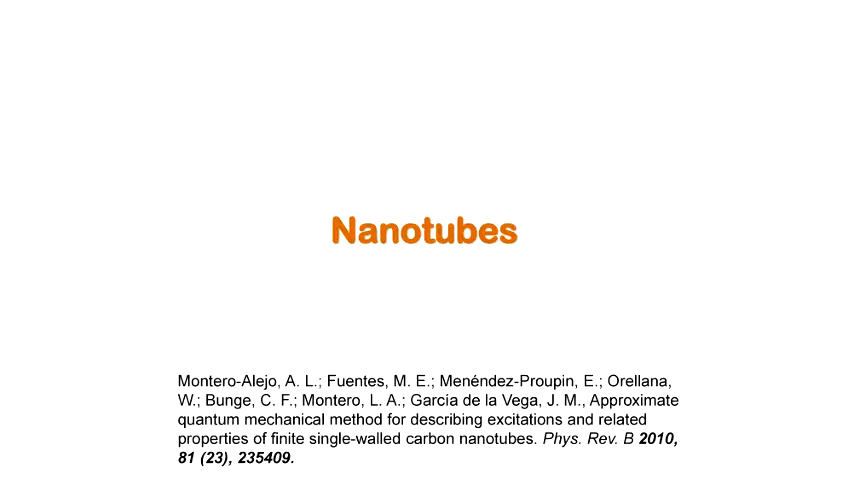 Nanotubes
Montero-Alejo, A. L.; Fuentes, M. E.; Menéndez-Proupin, E.; Orellana,
W.; Bunge, C. F.; Montero, L. A.; García de la Vega, J. M., Approximate
quantum mechanical method for describing excitations and related
properties of finite single-walled carbon nanotubes. Phys. Rev. B 2010,
81 (23), 235409.